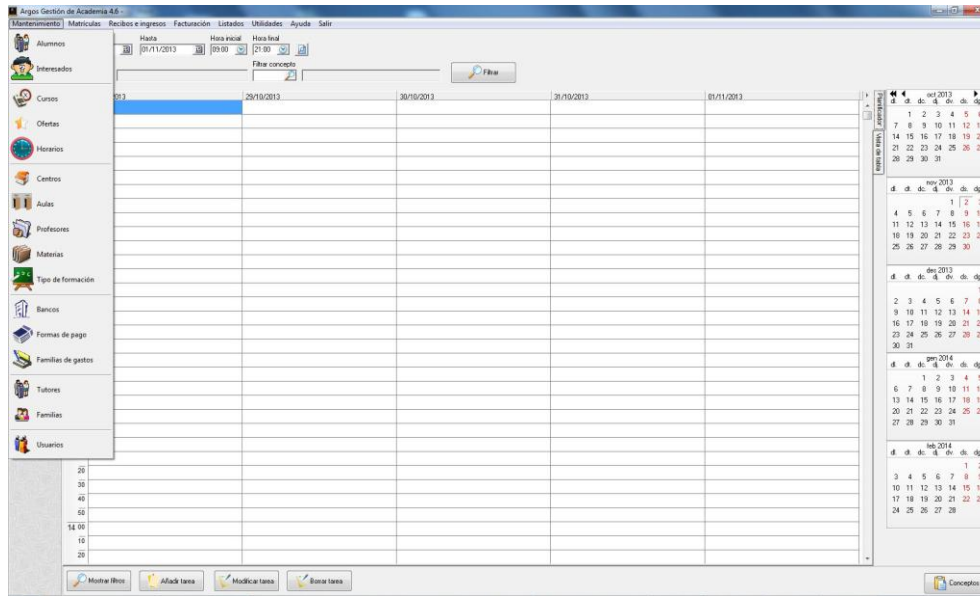 Argos Gestión de Academia 4,6 -
Mantenimiento Matrículas Recibos e ingresos Facturación Listados Utilidades Ayuda Salir
Hasta Hora inicial Hora final
01/11/2013 09:00 21:00
Filtrar concepto
Filtrar
Alumnos
Interesados
Cursos
Ofertas
Horarios
Centros
Aulas
Profesores
Materias
Tipo de formación
Bancos
Formas de pago
Familias de gastos
Tutores
Familias
Usuarios
29/10/2013 30/10/2013 31/10/2013 01/11/2013
20
30
40
50
14 00
10
20
Planificador
Vista de tabla
oct 2013
dl. dt. dc. dj. dv. ds. dg
1 2 3 4 5
7 8 9 10 11 12
14 15 16 17 18 19
21 22 23 24 25 26
28 29 30 31
nov 2013
dl. dt. dc. dj. dv. ds. dg
1 2
4 5 6 7 8 9
11 12 13 14 15 16
18 19 20 21 22 23
25 26 27 28 29 30
des 2013
dl. dt. dc. dj. dv. ds. dg
2 3 4 5 6 7
9 10 11 12 13 14
16 17 18 19 20 21
23 24 25 26 27 28
30 31
gen 2014
dl. dt. dc. dj. dv. ds. dg
1 2 3 4
6 7 8 9 10 11
13 14 15 16 17 18
20 21 22 23 24 25
27 28 29 30 31
feb 2014
dl. dt. dc. dj. dv. ds. dg
1
3 4 5 6 7 8
10 11 12 13 14 15
17 18 19 20 21 22
24 25 26 27 28
Mostrar filtros Añadir tarea Modificar tarea Borrar tarea Conceptos